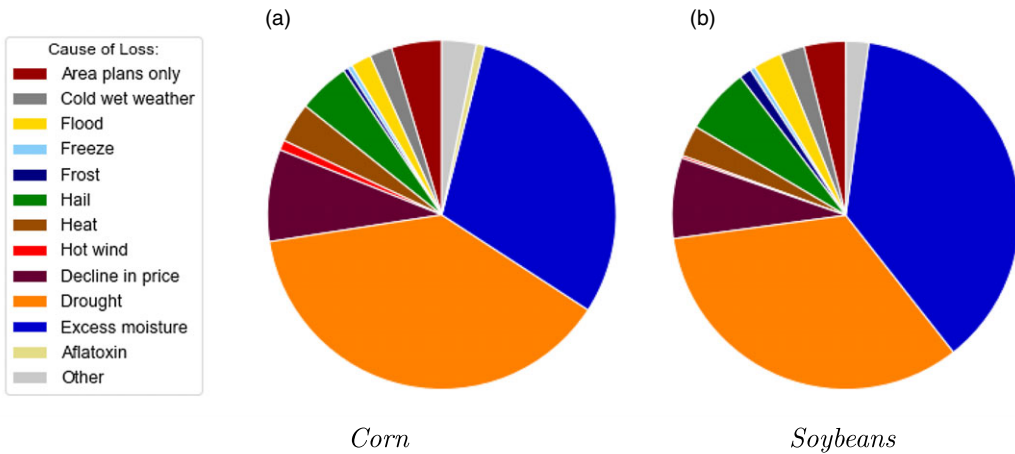 (a)
(b)
Cause of Loss:
Area plans only
Cold wet weather
Flood
Freeze
Frost
Hail
Heat
Hot wind
Decline in price
Drought
Excess moisture
Aflatoxin
Other
Corn
Soybeans